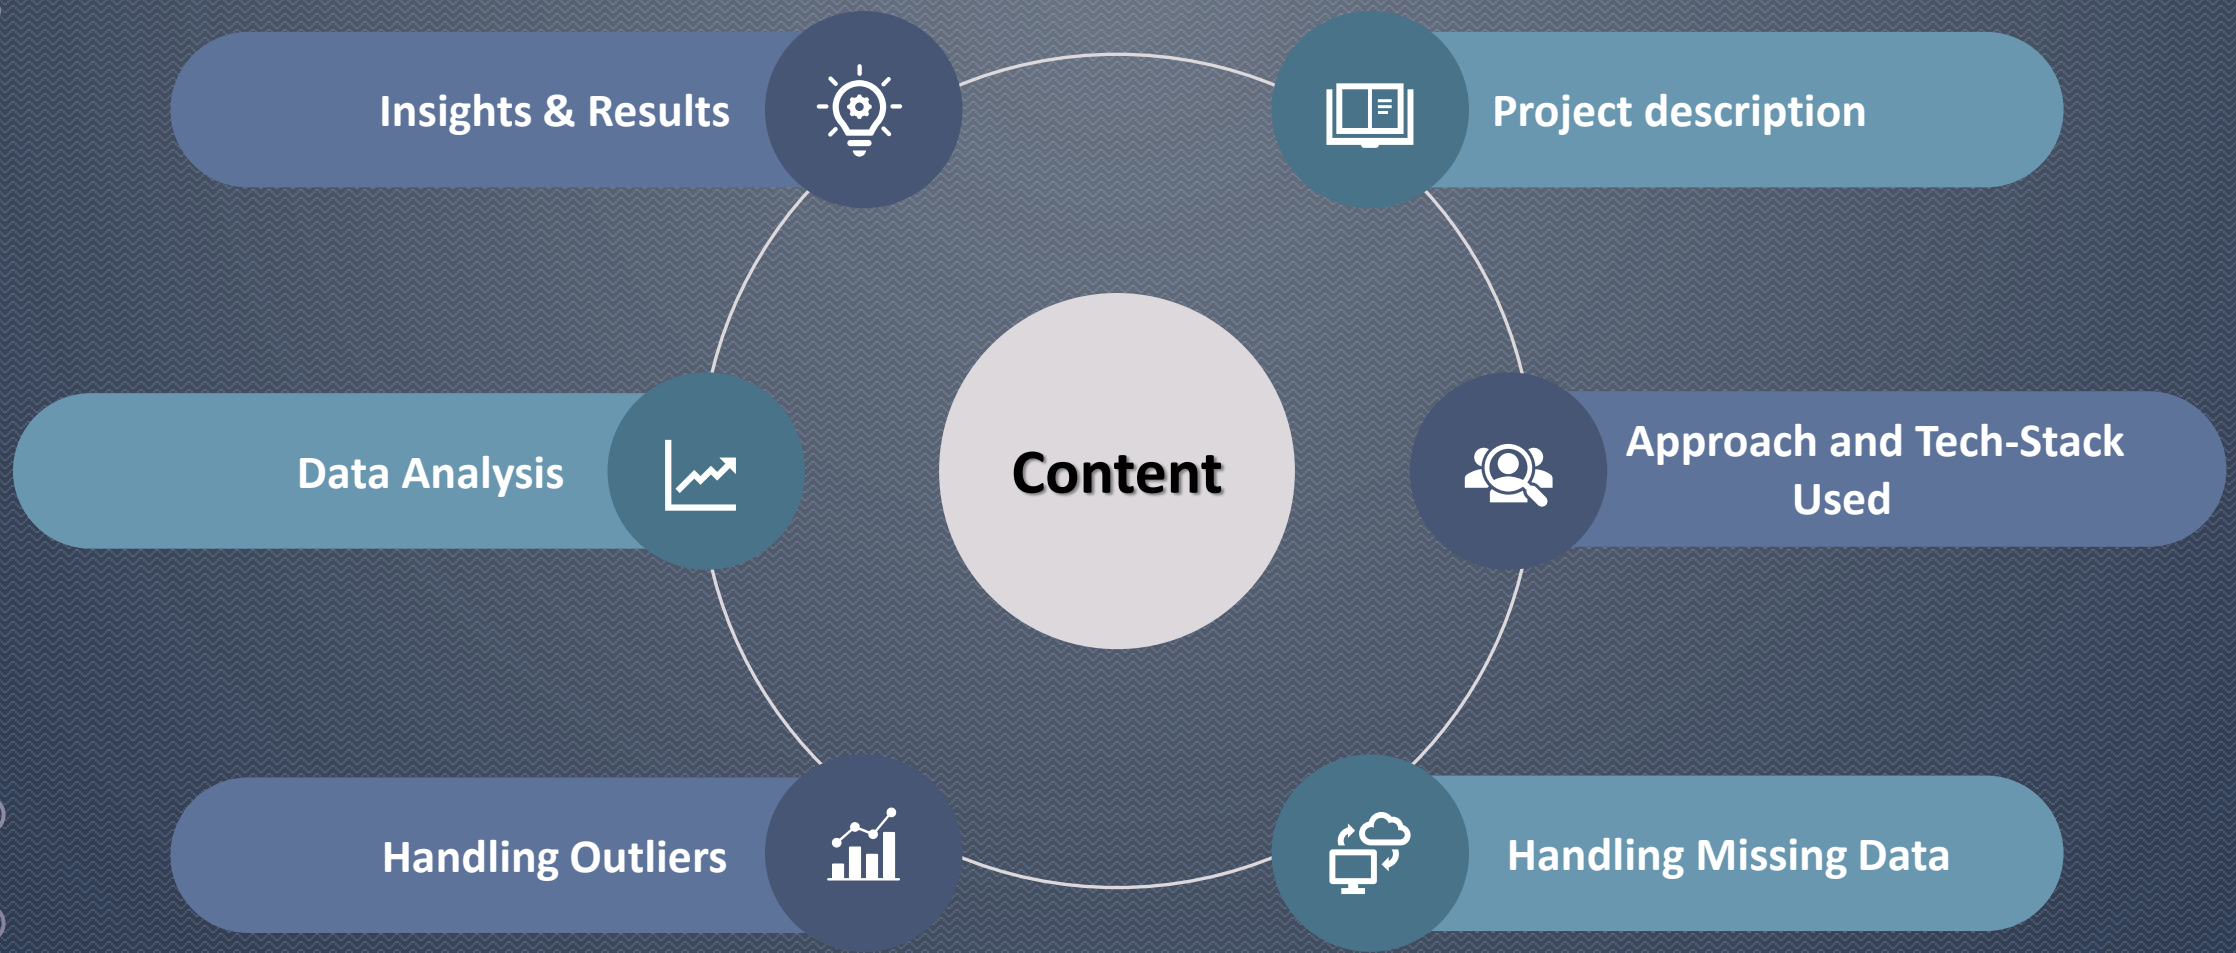 Insights & Results
Project description
Data Analysis
Content
Approach and Tech-Stack
Used
Handling Outliers
Handling Missing Data